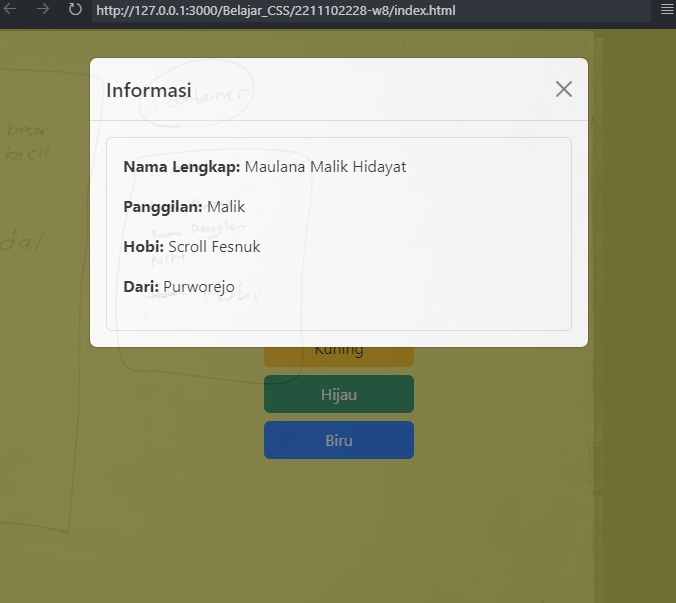 http://127.0.0.1:3000/Belajar_CSS/2211102228-w8/index.html
Informasi
container
besar
kecil
dal
Nama Lengkap: Maulana Malik Hidayat
Panggilan: Malik
Nama Panggilan
Hobi: Scroll Fesnuk
NIM
Dari: Purworejo
Hobi
Kuning
Hijau
Biru